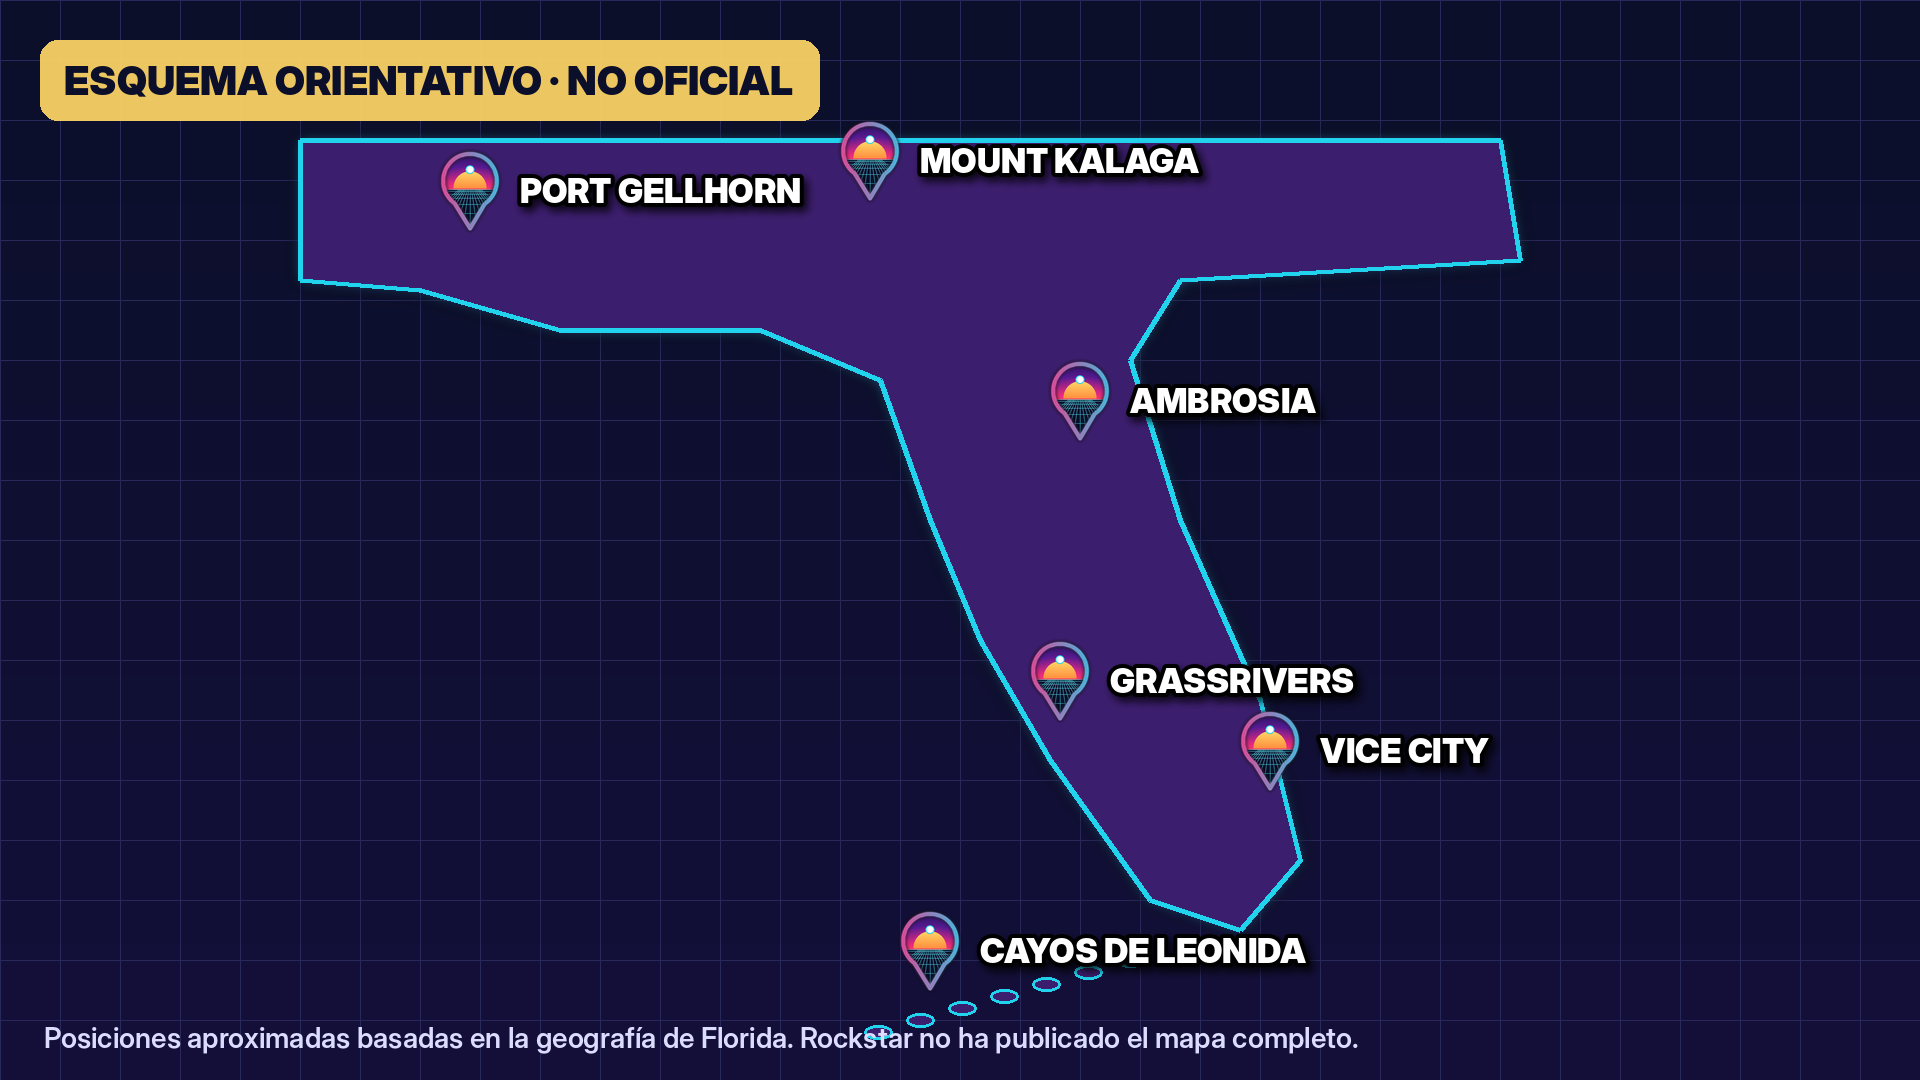 ESQUEMA ORIENTATIVO · NO OFICIAL
MOUNT KALAGA
PORT GELLHORN
AMBROSIA
GRASSRIVERS
VICE CITY
CAYOS DE LEONIDA
Posiciones aproximadas basadas en la geografía de Florida. Rockstar no ha publicado el mapa completo.